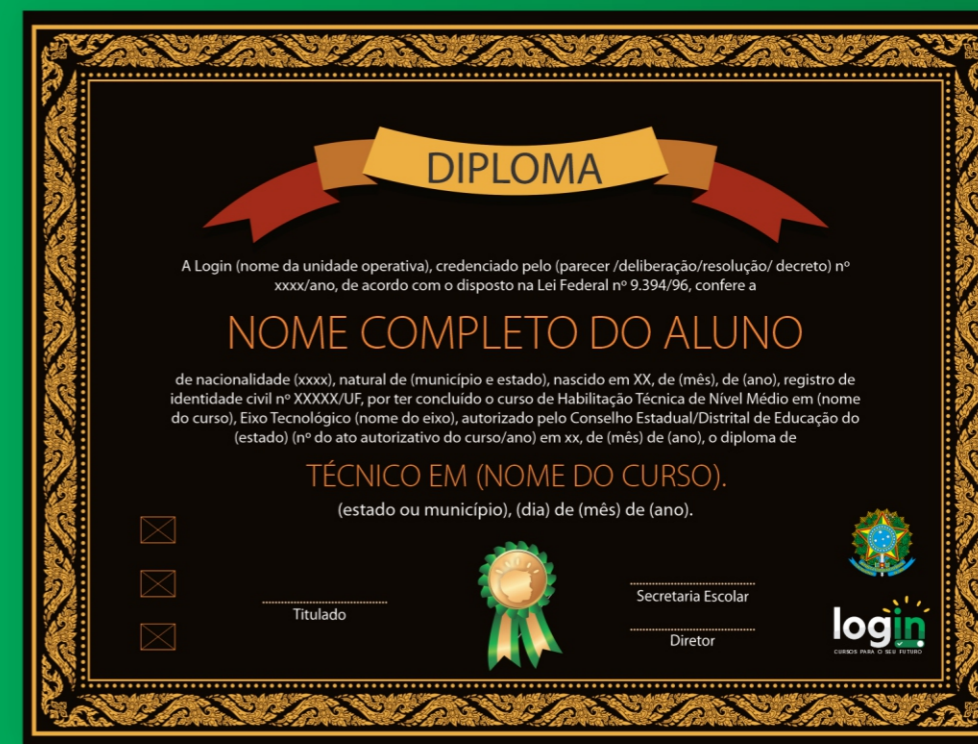 DIPLOMA
A Login (nome da unidade operativa), credenciado pelo (parecer /deliberação/resolução/ decreto) nº
xxxx/ano, de acordo com o disposto na Lei Federal nº 9.394/96, confere a
NOME COMPLETO DO ALUNO
de nacionalidade (xxxx), natural de (município e estado), nascido em XX, de (mês), de (ano), registro de
identidade civil nº XXXXX/UF, por ter concluído o curso de Habilitação Técnica de Nível Médio em (nome
do curso), Eixo Tecnológico (nome do eixo), autorizado pelo Conselho Estadual/Distrital de Educação do
(estado) (nº do ato autorizativo do curso/ano) em xx, de (mês) de (ano), o diploma de
TÉCNICO EM (NOME DO CURSO).
(estado ou município), (dia) de (mês) de (ano).
Titulado
Secretaria Escolar
Diretor
login
CURSOS PARA O SEU FUTURO